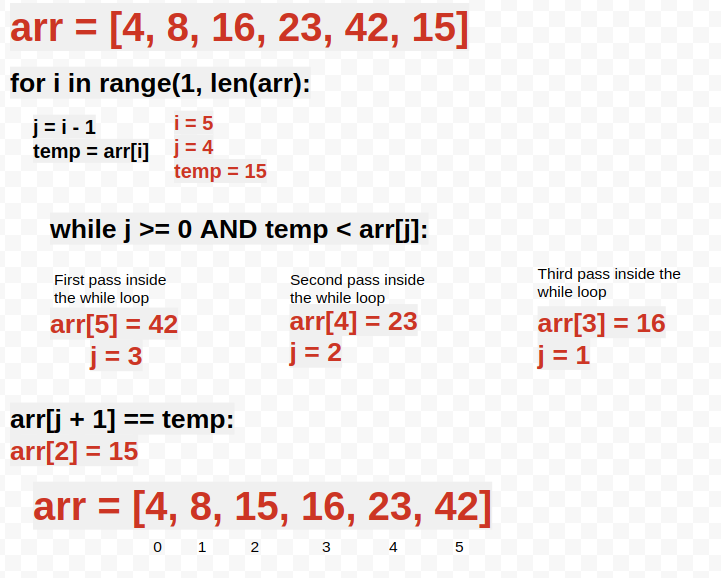 arr = [4, 8, 16, 23, 42, 15]
for i in range(1, len(arr):
j = i - 1
temp = arr[i]
i = 5
j = 4
temp = 15
while j >= 0 AND temp < arr[j]:
First pass inside
the while loop
arr[5] = 42
j = 3
Second pass inside
the while loop
arr[4] = 23
j = 2
Third pass inside the
while loop
arr[3] = 16
j = 1
arr[j + 1] == temp:
arr[2] = 15
arr = [4, 8, 15, 16, 23, 42]
0 1 2 3 4 5